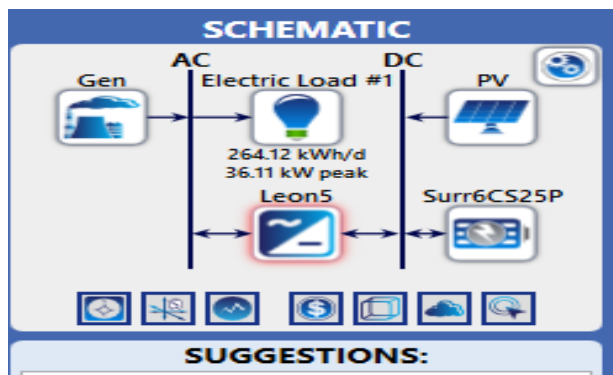 SCHEMATIC
AC DC
Gen Electric Load #1 PV
264.12 kWh/d
36.11 kW peak
Leon5 Surr6CS25P
SUGGESTIONS: